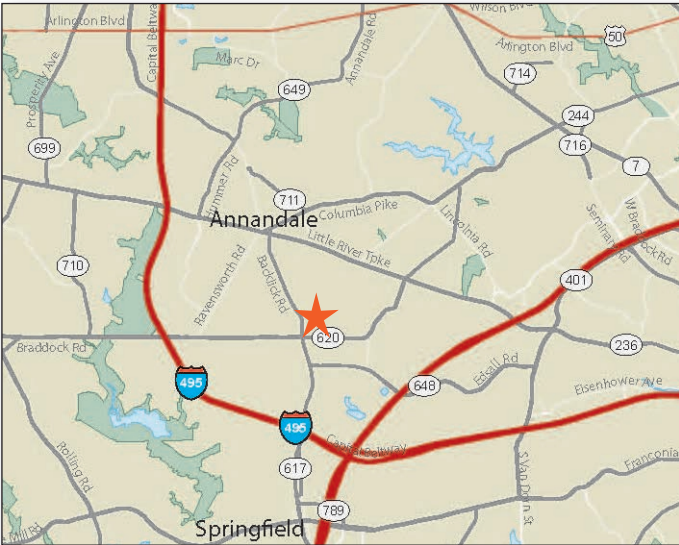 Arlington Blvd
Wilson Blvd
50
Arlington Blvd
Capital Beltway
Annandale Rd
Marc Dr
Prosperity Ave
714
649
244
699
716
7
Hummer Rd
711
Columbia Pike
Annandale
Lincolnia Rd
Seminary Rd
W Braddock Rd
Little River Tpke
710
Ravensworth Rd
Backlick Rd
401
620
236
Braddock Rd
Edsall Rd
495
648
Eisenhower Ave
495
Capital Beltway
Rolling Rd
617
S Van Dorn St
Franconia
789
Mill Rd
Springfield